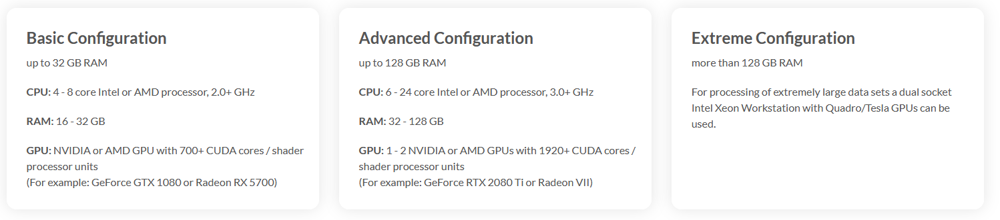 Basic Configuration
up to 32 GB RAM
CPU: 4 - 8 core Intel or AMD processor, 2.0+ GHz
RAM: 16 - 32 GB
GPU: NVIDIA or AMD GPU with 700+ CUDA cores / shader
processor units
(For example: GeForce GTX 1080 or Radeon RX 5700)
Advanced Configuration
up to 128 GB RAM
CPU: 6 - 24 core Intel or AMD processor, 3.0+ GHz
RAM: 32 - 128 GB
GPU: 1 - 2 NVIDIA or AMD GPUs with 1920+ CUDA cores /
shader processor units
(For example: GeForce RTX 2080 Ti or Radeon VII)
Extreme Configuration
more than 128 GB RAM
For processing of extremely large data sets a dual socket
Intel Xeon Workstation with Quadro/Tesla GPUs can be
used.